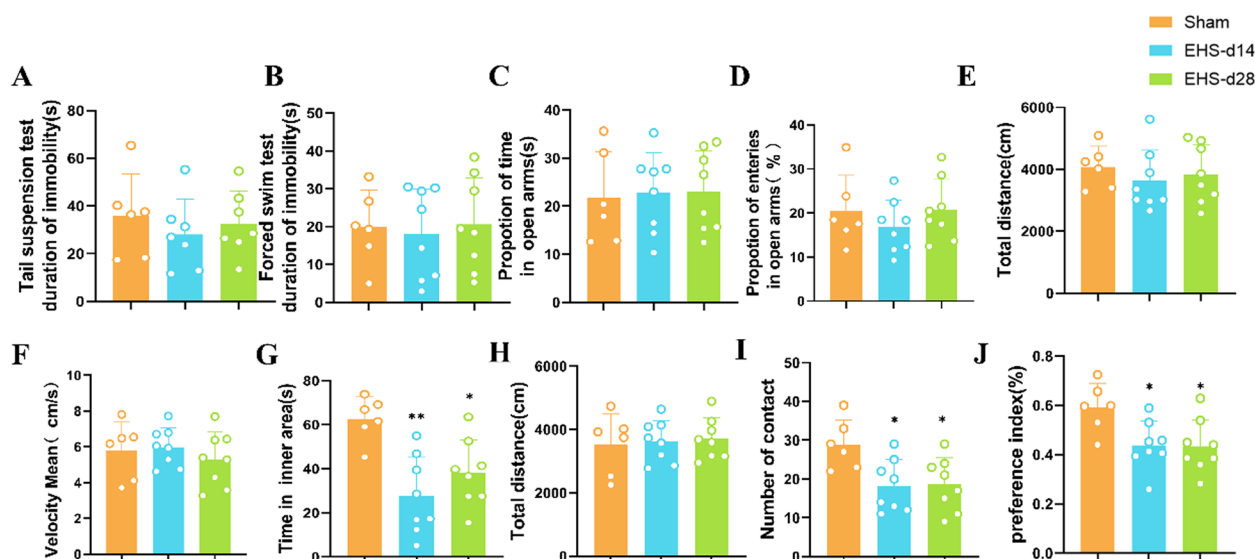 Sham
EHS-d14
EHS-d28
A
Tail suspension test
duration of immobility(s)
80
60
40
20
0
B
Forced swim test
duration of immobility(s)
50
40
30
20
10
0
C
Propotion of time
in open arms(s)
40
30
20
10
0
D
Propotion of enteries
in open arms( % )
40
30
20
10
0
E
Total distance(cm)
6000
4000
2000
0
F
Velocity Mean( cm/s)
10
8
6
4
2
0
G
Time in inner area(s)
80
60
40
20
0
**
*
H
Total distance(cm)
6000
4000
2000
0
I
Number of contact
50
40
30
20
10
0
*
*
J
preference index(%)
0.8
0.6
0.4
0.2
0.0
*
*